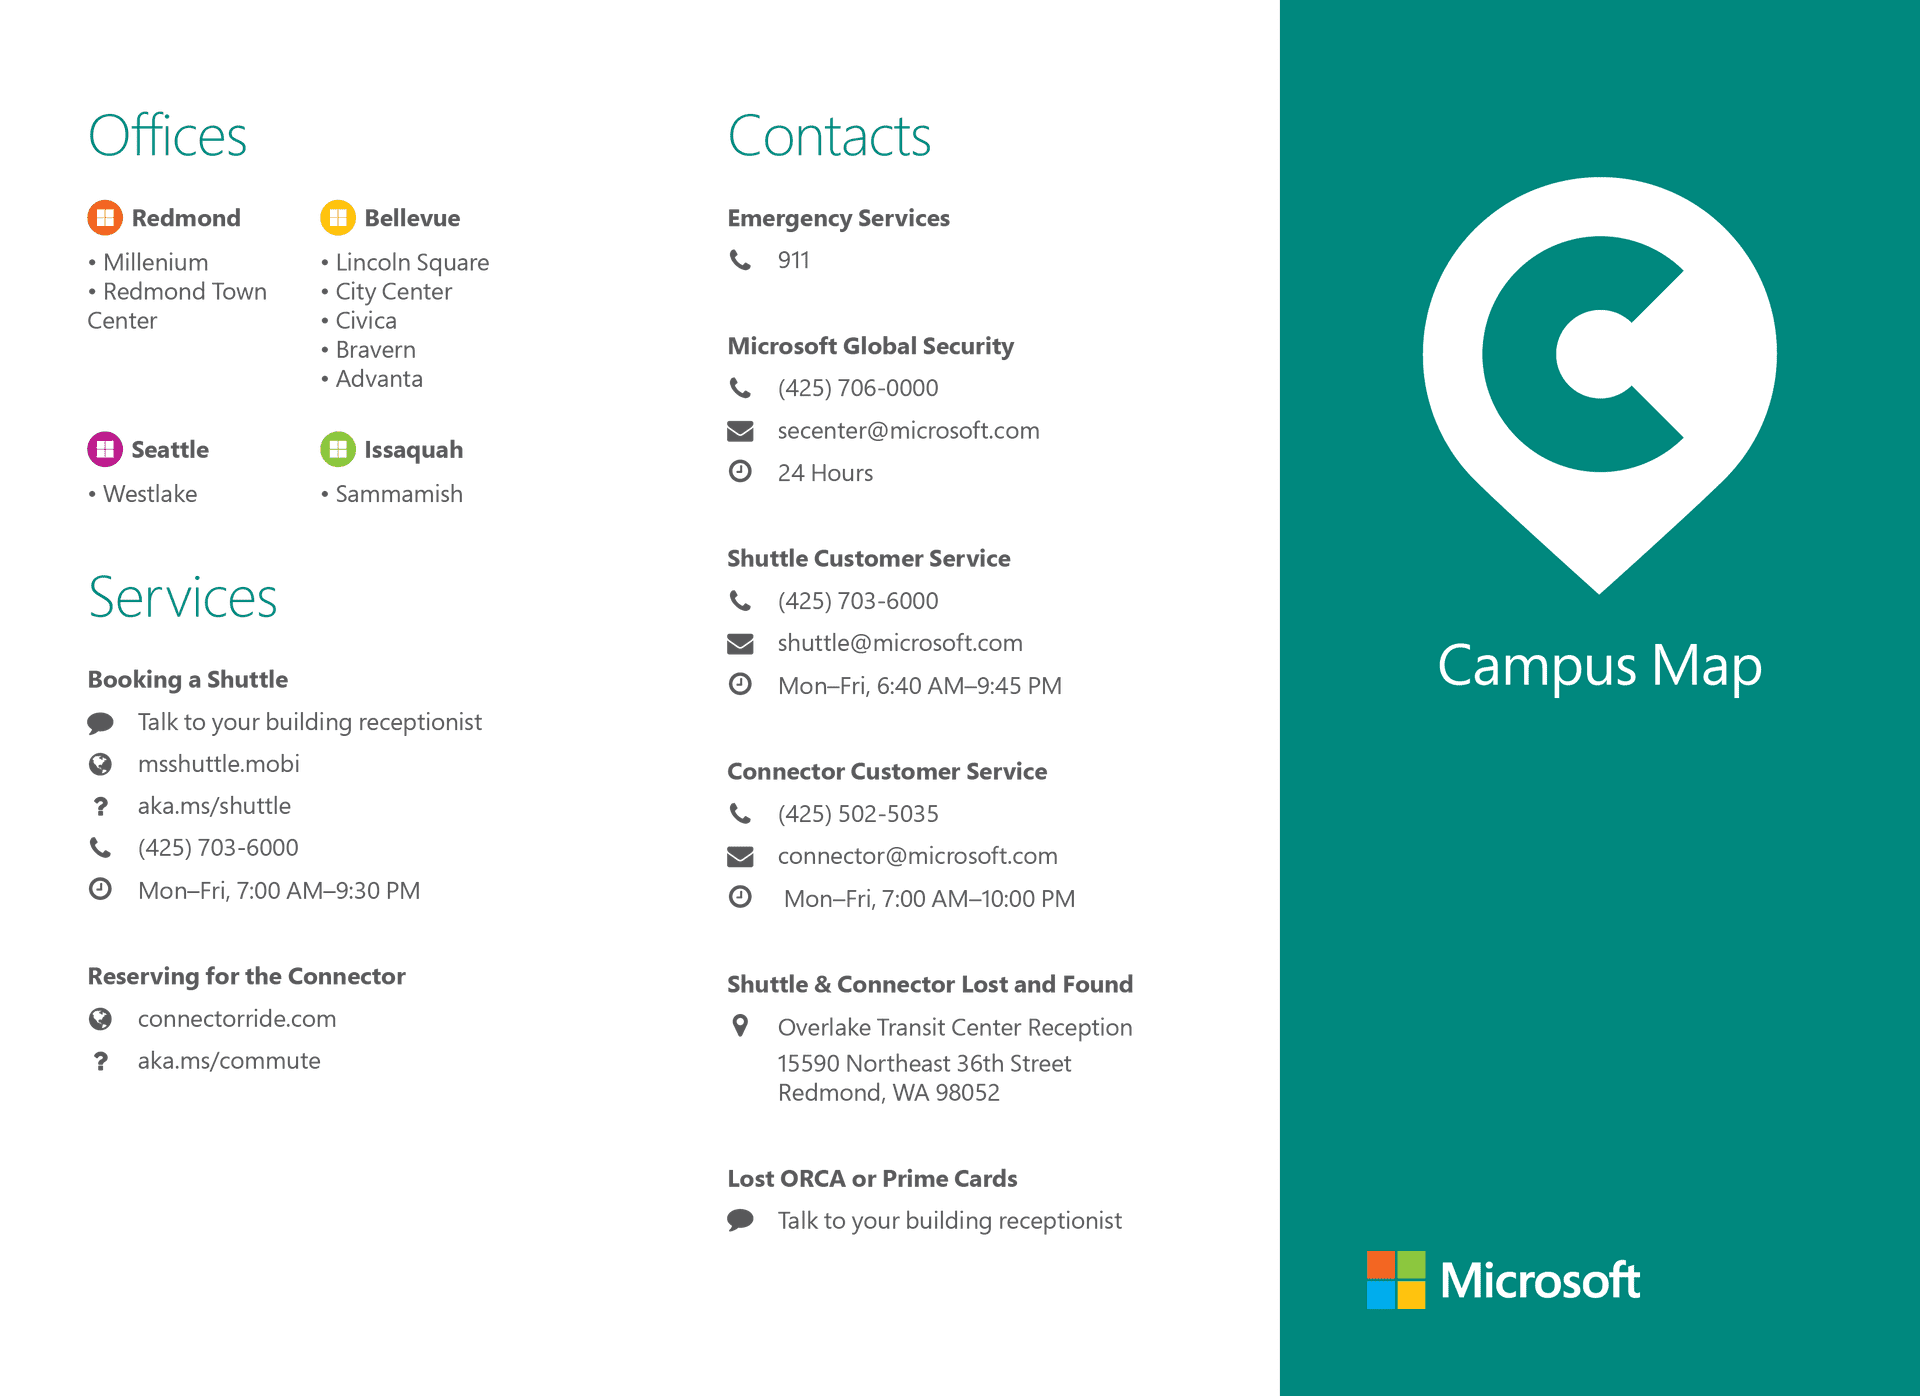 Offices
Redmond
• Millenium
• Redmond Town
Center
Bellevue
• Lincoln Square
• City Center
• Civica
• Bravern
• Advanta
Seattle
• Westlake
Issaquah
• Sammamish
Services
Booking a Shuttle
Talk to your building receptionist
msshuttle.mobi
? aka.ms/shuttle
(425) 703-6000
Mon–Fri, 7:00 AM–9:30 PM
Reserving for the Connector
connectorride.com
? aka.ms/commute
Contacts
Emergency Services
911
Microsoft Global Security
(425) 706-0000
secenter@microsoft.com
24 Hours
Shuttle Customer Service
(425) 703-6000
shuttle@microsoft.com
Mon–Fri, 6:40 AM–9:45 PM
Connector Customer Service
(425) 502-5035
connector@microsoft.com
Mon–Fri, 7:00 AM–10:00 PM
Shuttle & Connector Lost and Found
Overlake Transit Center Reception
15590 Northeast 36th Street
Redmond, WA 98052
Lost ORCA or Prime Cards
Talk to your building receptionist
C
Campus Map
Microsoft